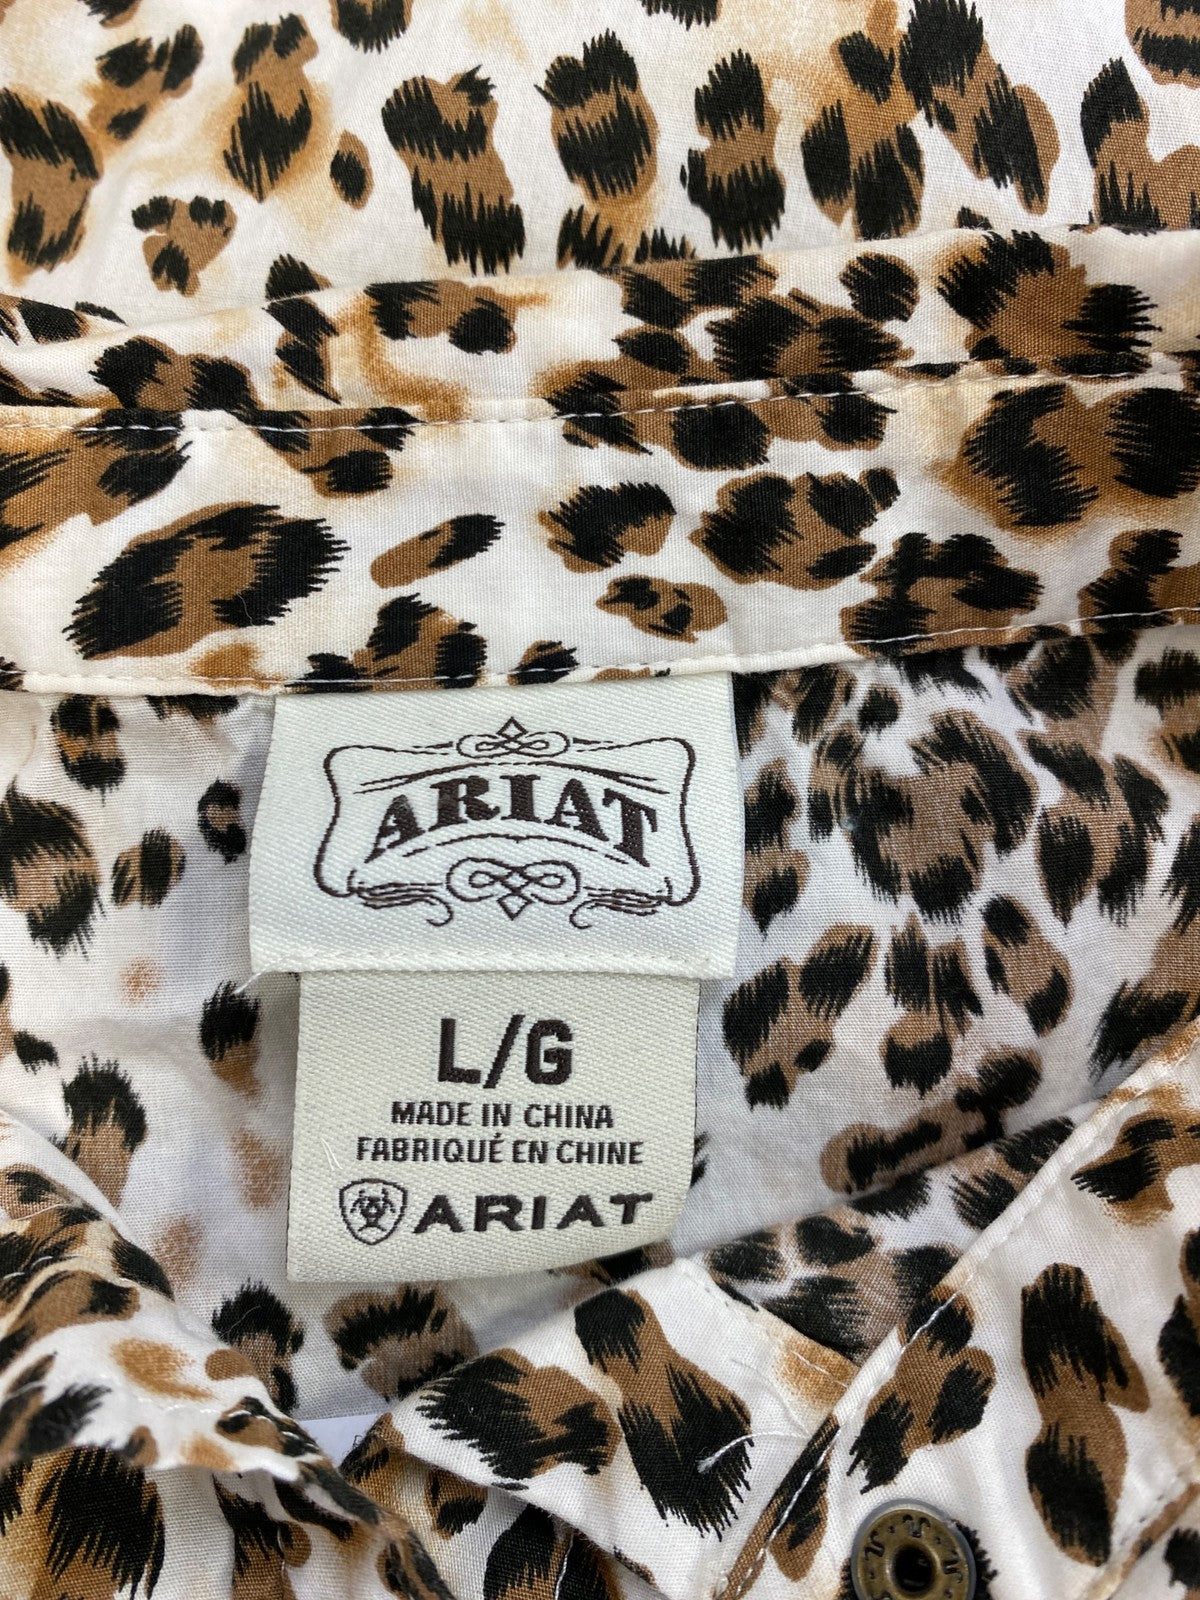 ARIAT
L/G
MADE IN CHINA
FABRIQUÉ EN CHINE
ARIAT